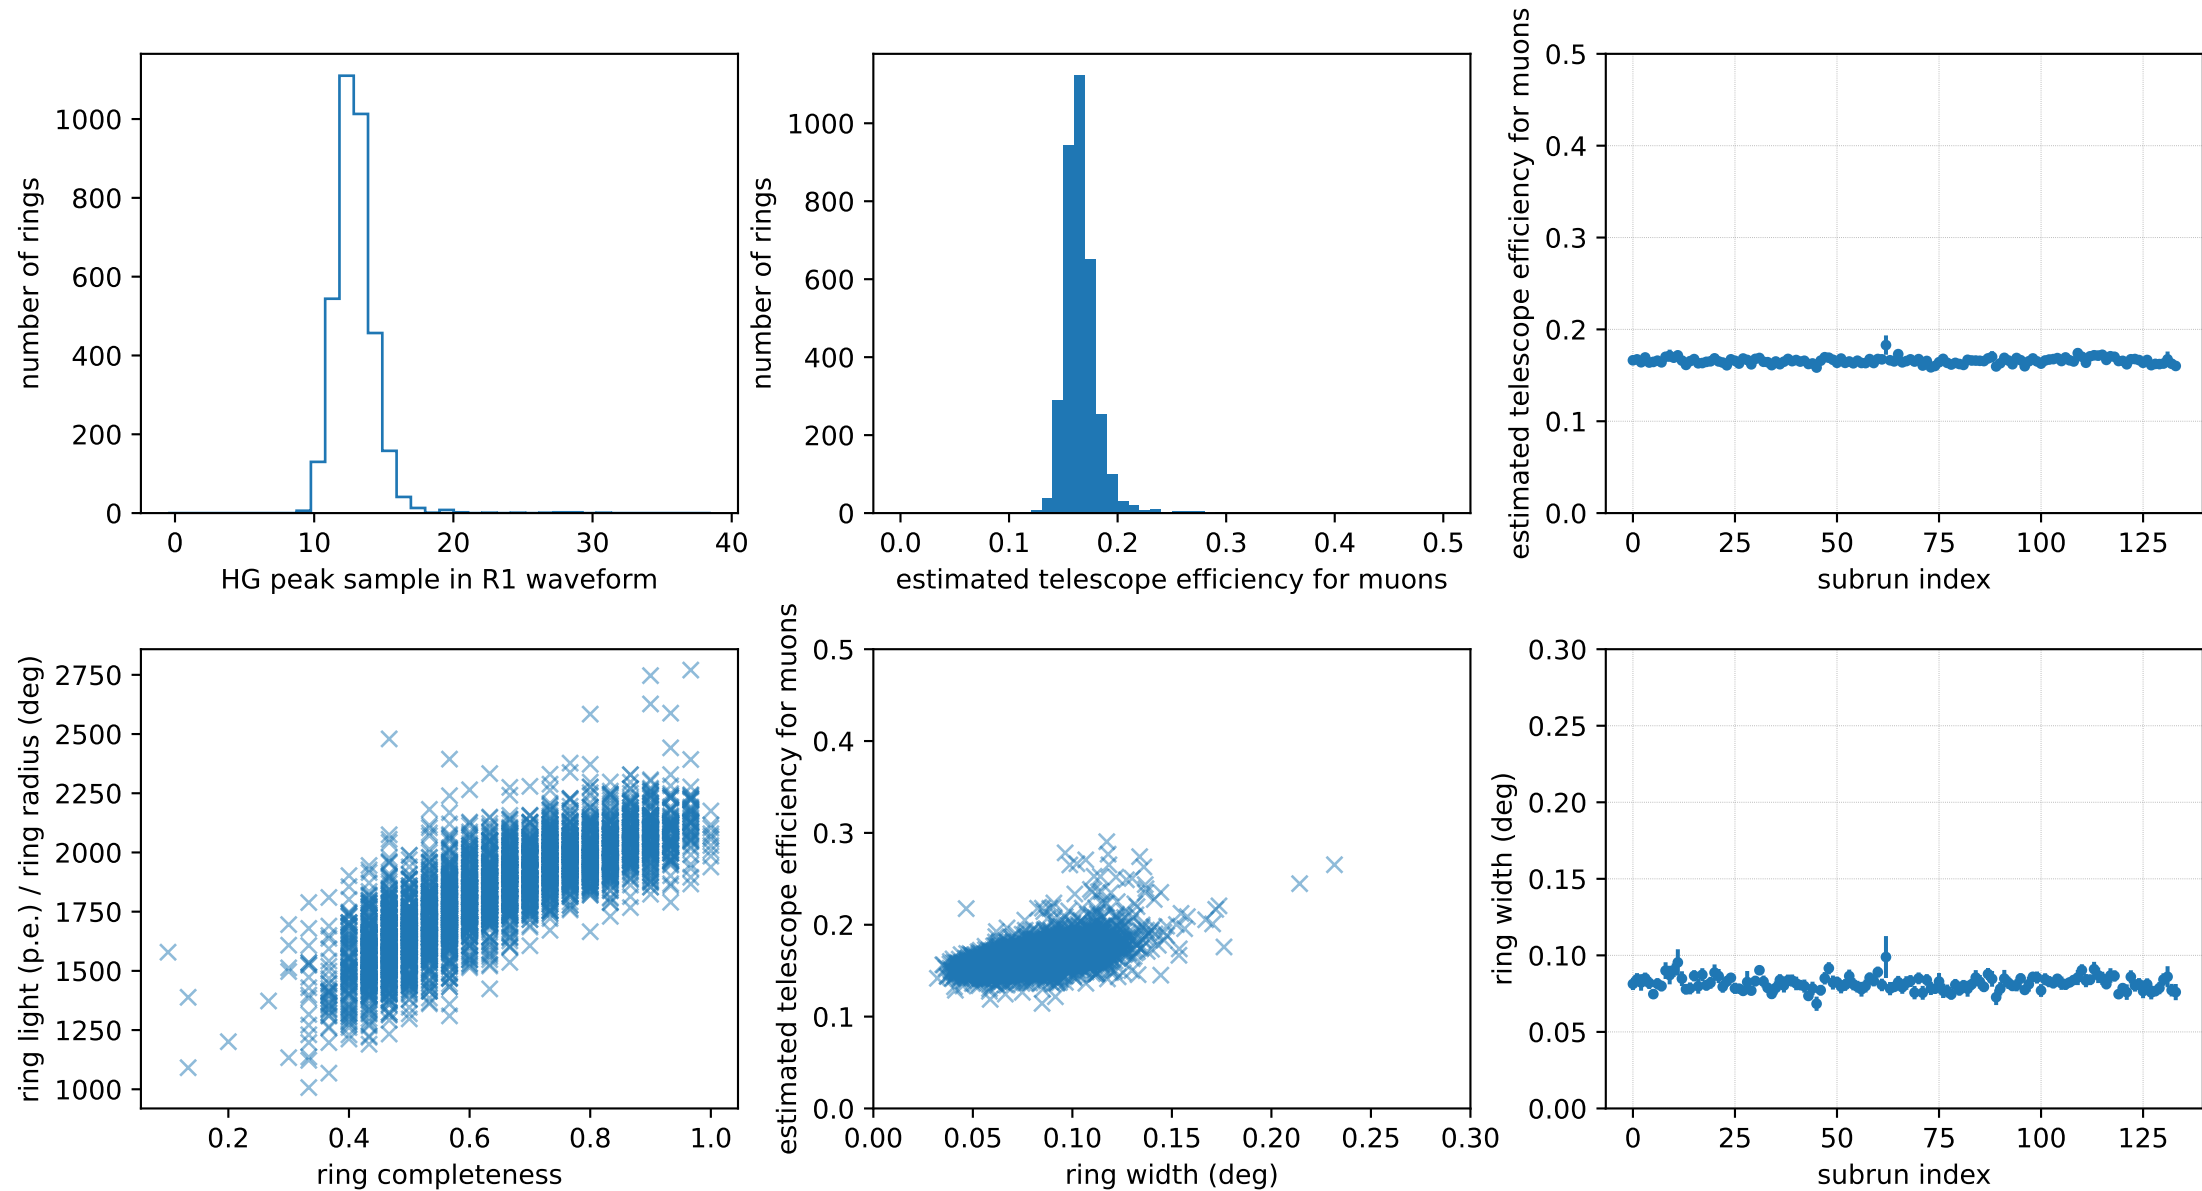 number of rings
1000
800
600
400
200
0
0 10 20 30 40
HG peak sample in R1 waveform
number of rings
1000
800
600
400
200
0
0.0 0.1 0.2 0.3 0.4 0.5
estimated telescope efficiency for muons
estimated telescope efficiency for muons
0.5
0.4
0.3
0.2
0.1
0.0
0 25 50 75 100 125
subrun index
ring light (p.e.) / ring radius (deg)
2750
2500
2250
2000
1750
1500
1250
1000
0.2 0.4 0.6 0.8 1.0
ring completeness
estimated telescope efficiency for muons
0.5
0.4
0.3
0.2
0.1
0.0
0.00 0.05 0.10 0.15 0.20 0.25 0.30
ring width (deg)
ring width (deg)
0.30
0.25
0.20
0.15
0.10
0.05
0.00
0 25 50 75 100 125
subrun index